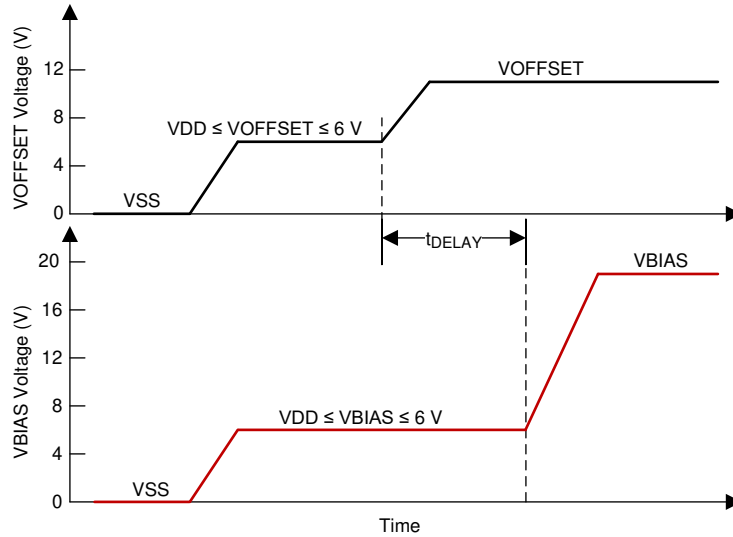 VOFFSET Voltage (V)
12
8
4
0
VOFFSET
VDD ≤ VOFFSET ≤ 6 V
VSS
tDELAY
VBIAS Voltage (V)
20
16
12
8
4
0
VBIAS
VDD ≤ VBIAS ≤ 6 V
VSS
Time